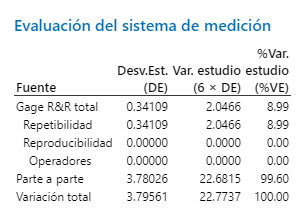 Evaluación del sistema de medición
%Var.
Desv.Est. Var. estudio estudio
Fuente (DE) (6 × DE) (%VE)
Gage R&R total 0.34109 2.0466 8.99
Repetibilidad 0.34109 2.0466 8.99
Reproducibilidad 0.00000 0.0000 0.00
Operadores 0.00000 0.0000 0.00
Parte a parte 3.78026 22.6815 99.60
Variación total 3.79561 22.7737 100.00